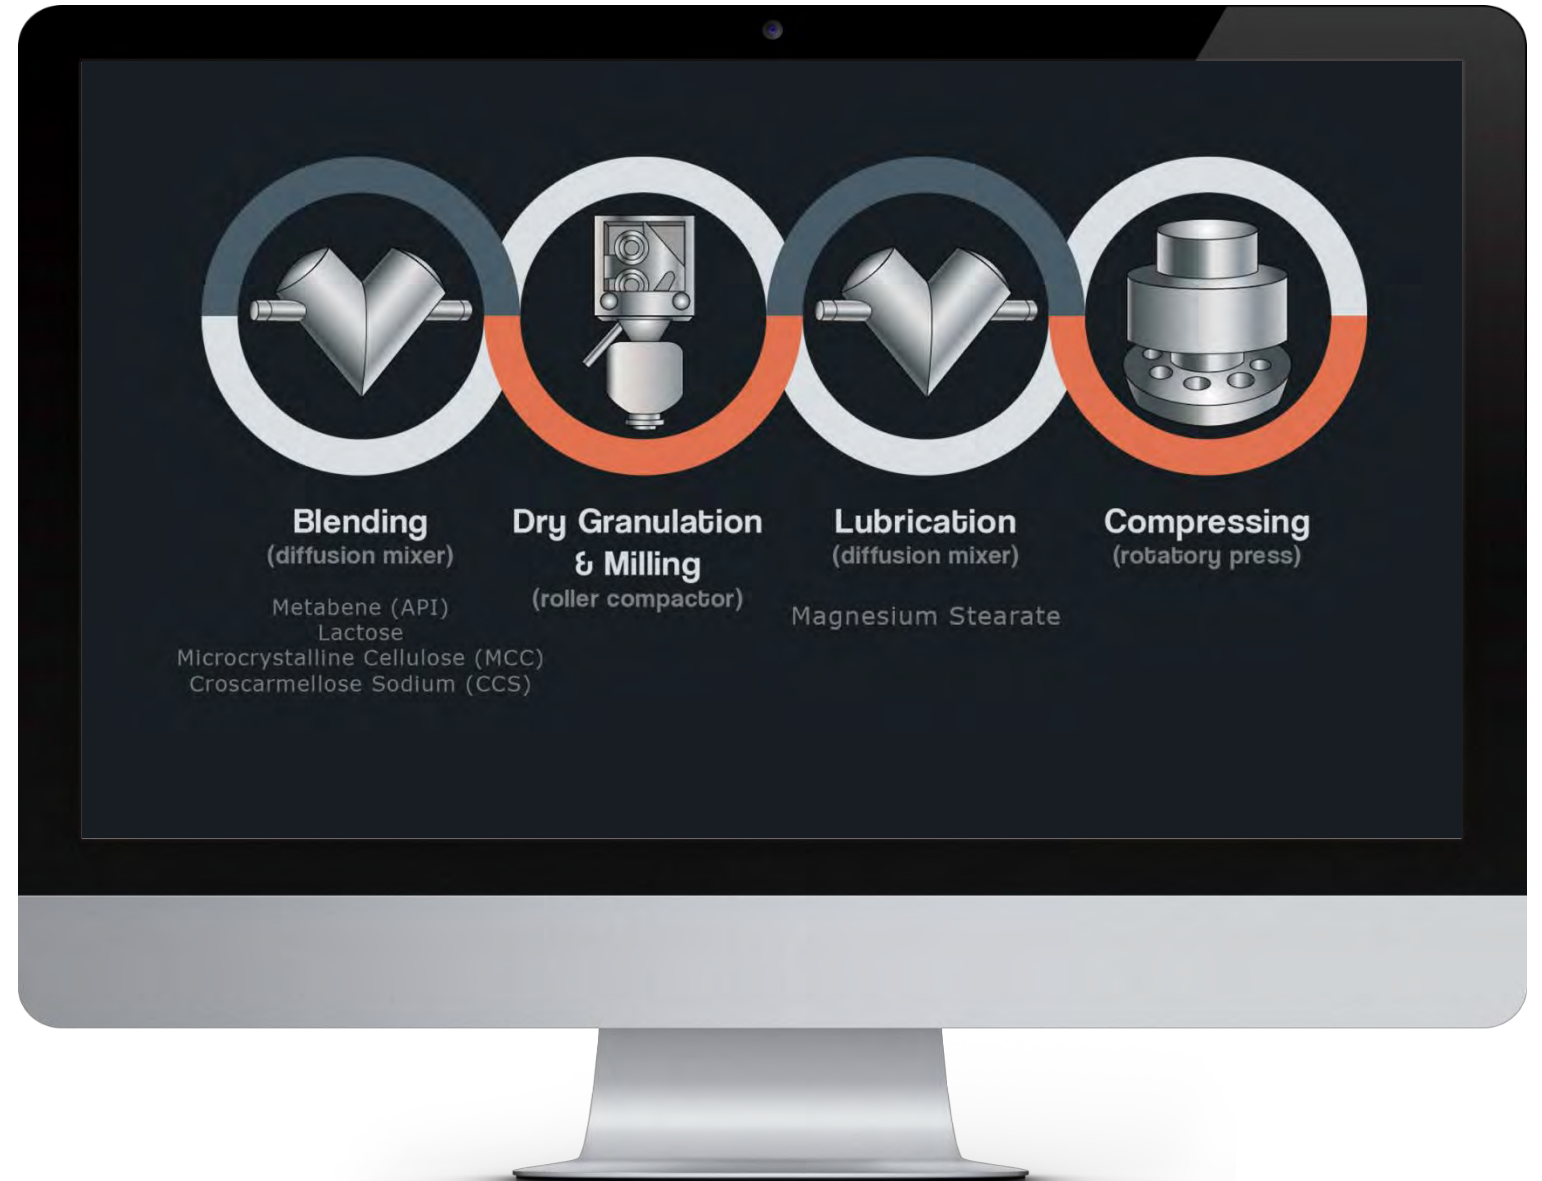 Blending
(diffusion mixer)
Metabene (API)
Lactose
Microcrystalline Cellulose (MCC)
Croscarmellose Sodium (CCS)
Dry Granulation
& Milling
(roller compactor)
Lubrication
(diffusion mixer)
Magnesium Stearate
Compressing
(rotatory press)